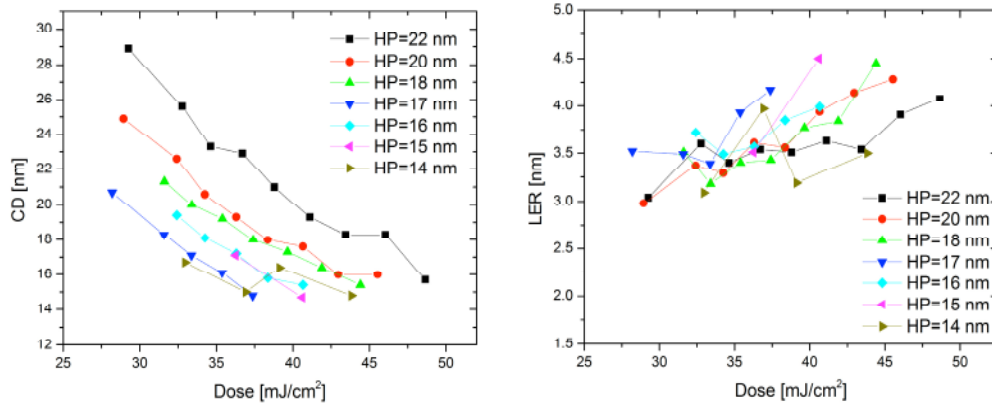 30
28
26
24
22
20
18
16
14
12
CD [nm]
25
30
35
40
45
50
Dose [mJ/cm²]
HP=22 nm
HP=20 nm
HP=18 nm
HP=17 nm
HP=16 nm
HP=15 nm
HP=14 nm
5.0
4.5
4.0
3.5
3.0
2.5
2.0
1.5
LER [nm]
25
30
35
40
45
50
Dose [mJ/cm²]
HP=22 nm
HP=20 nm
HP=18 nm
HP=17 nm
HP=16 nm
HP=15 nm
HP=14 nm